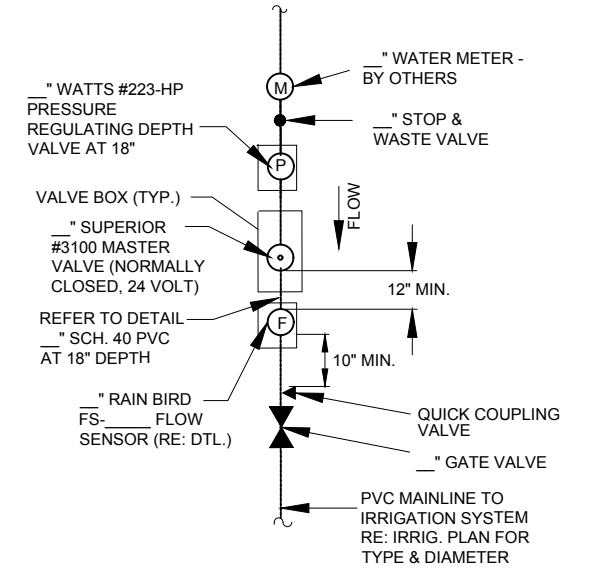 __" WATER METER -
BY OTHERS
M
__" WATTS #223-HP
PRESSURE
REGULATING DEPTH
VALVE AT 18"
__" STOP &
WASTE VALVE
P
VALVE BOX (TYP.)
FLOW
__" SUPERIOR
#3100 MASTER
VALVE (NORMALLY
CLOSED, 24 VOLT)
12" MIN.
REFER TO DETAIL
__" SCH. 40 PVC
AT 18" DEPTH
F
10" MIN.
__" RAIN BIRD
FS-_____ FLOW
SENSOR (RE: DTL.)
QUICK COUPLING
VALVE
__" GATE VALVE
PVC MAINLINE TO
IRRIGATION SYSTEM
RE: IRRIG. PLAN FOR
TYPE & DIAMETER